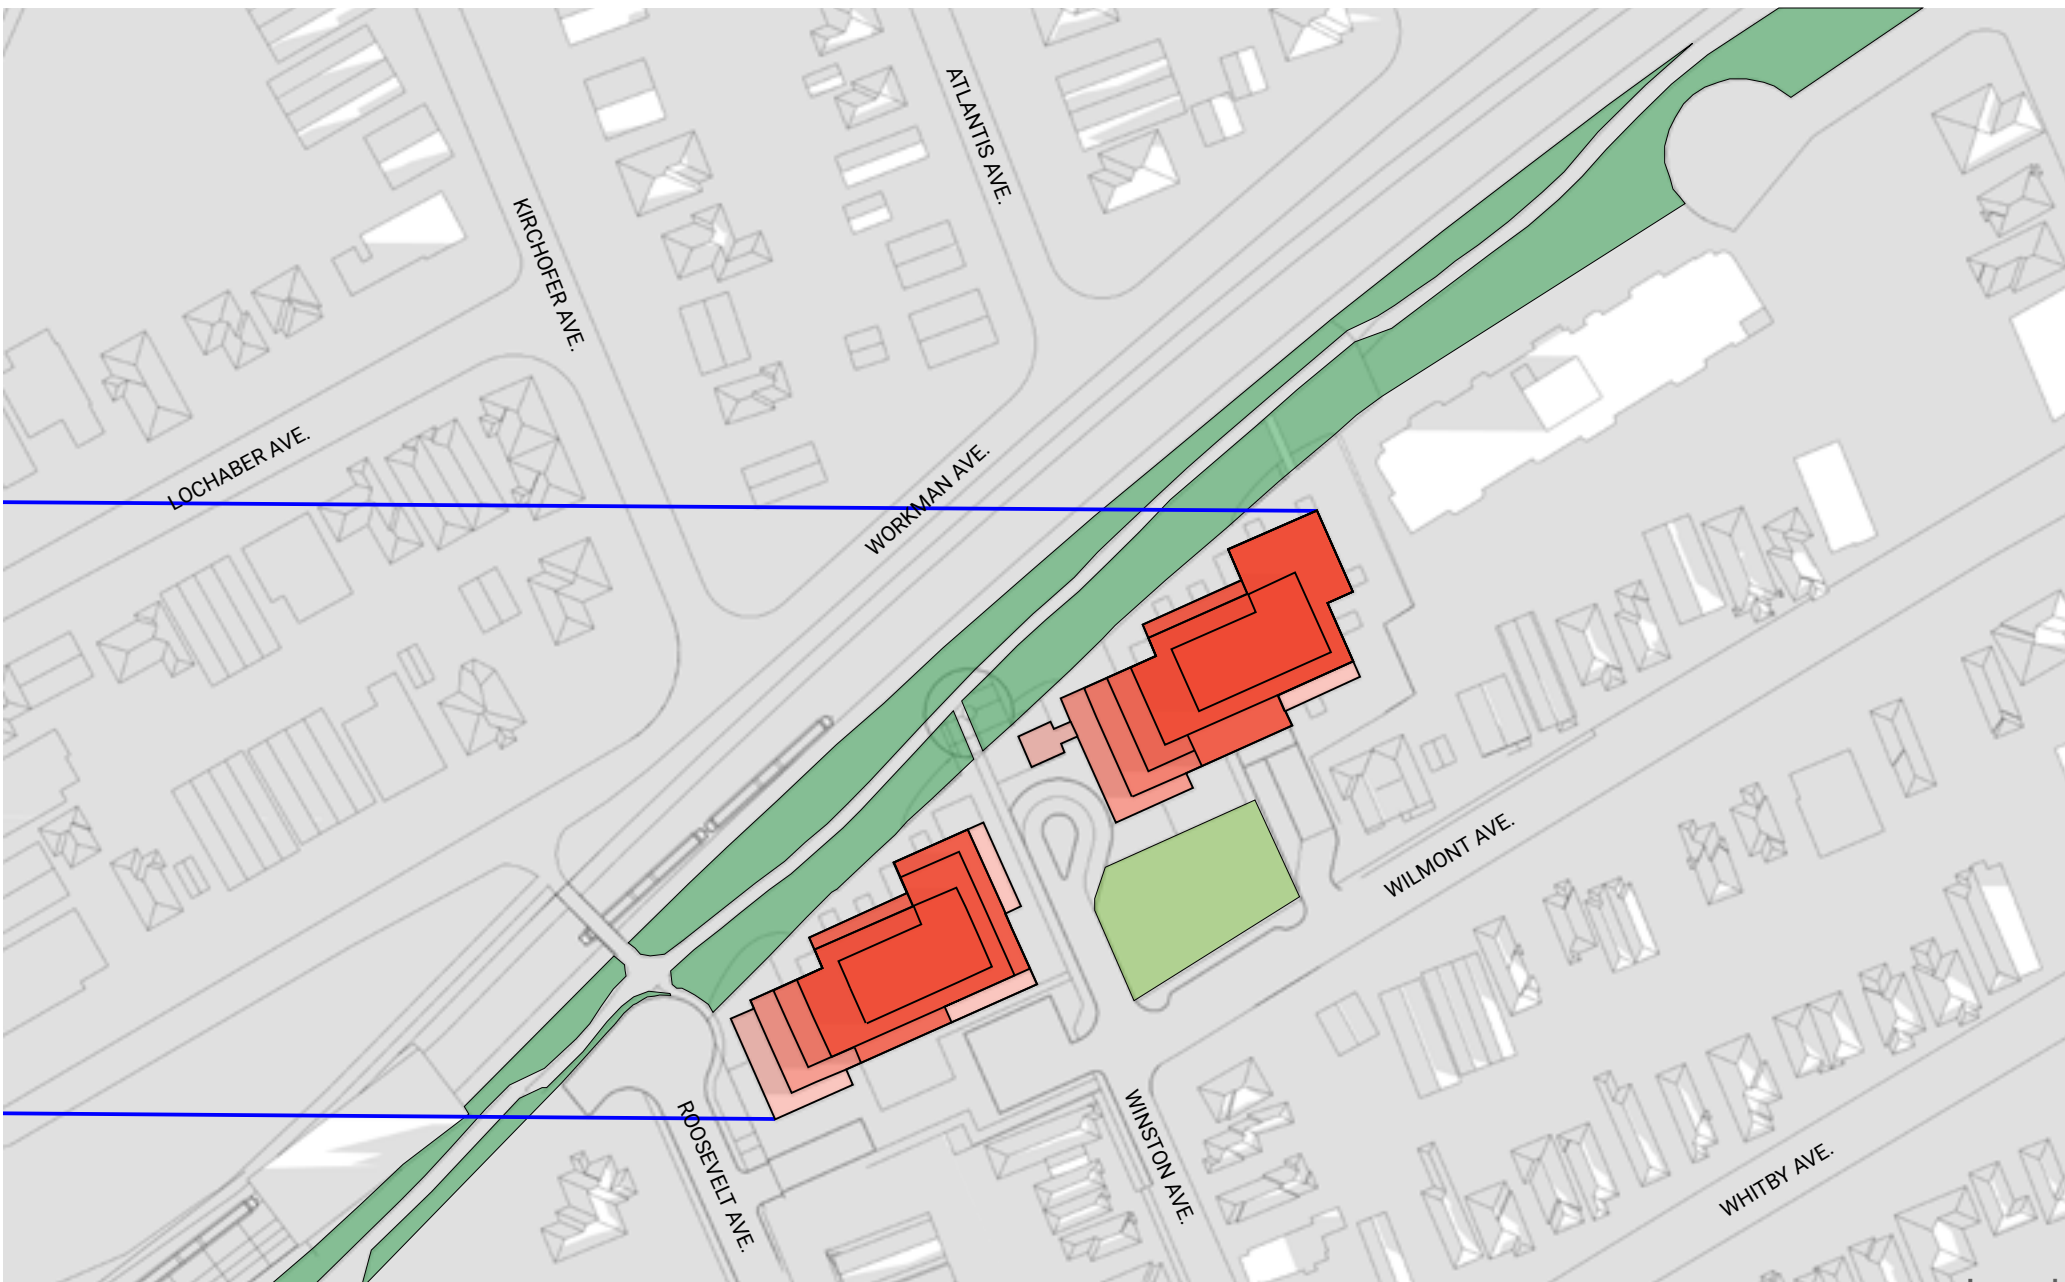 ATLANTIS AVE.
KIRCHOFER AVE.
LOCHABER AVE.
WORKMAN AVE.
WILMONT AVE.
ROOSEVELT AVE.
WINSTON AVE.
WHITBY AVE.